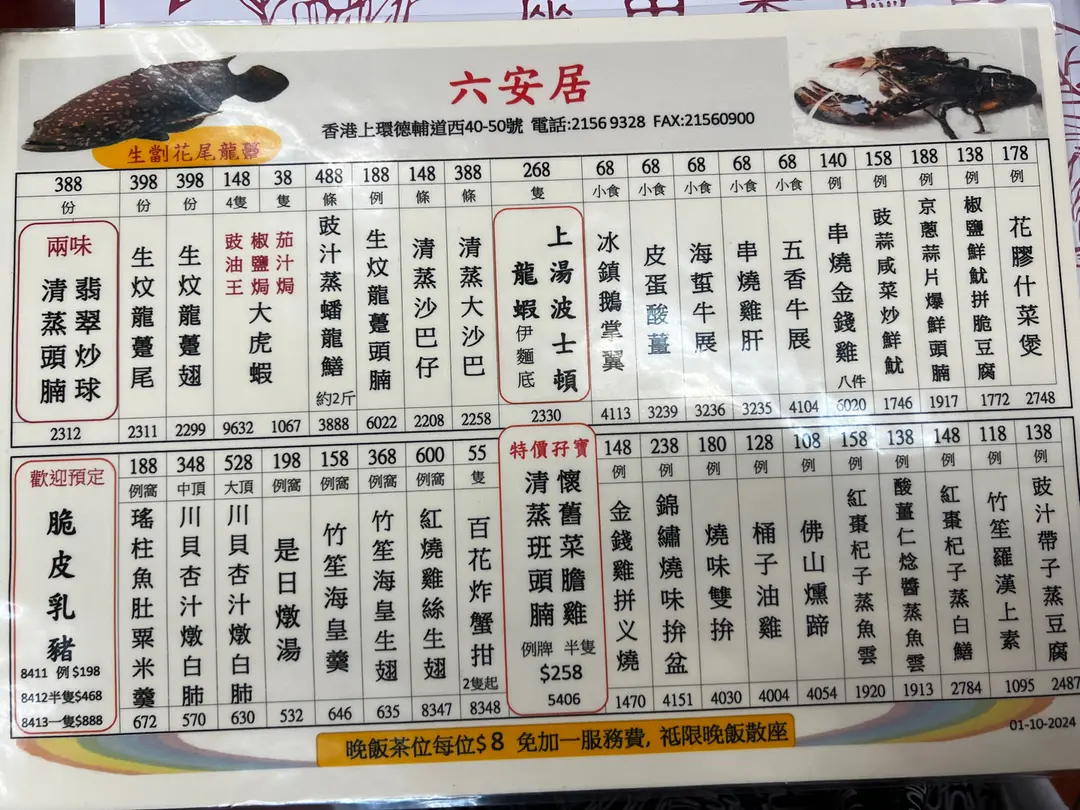 六安居
香港上環德輔道西40-50號 電話:2156 9328 FAX:21560900
生劏花尾龍躉
388
份
兩味
翡翠炒球
清蒸頭腩
2312
398
份
生炆龍躉尾
2311
398
份
生炆龍躉翅
2299
148
4隻
38
隻
茄汁焗
椒鹽焗
豉油王
大虎蝦
9632
1067
488
條
豉汁蒸蟠龍鱔
約2斤
3888
188
例
生炆龍躉頭腩
6022
148
條
清蒸沙巴仔
2208
388
條
清蒸大沙巴
2258
268
隻
上湯波士頓
龍蝦伊麵底
2330
68
小食
冰鎮鵝掌翼
4113
68
小食
皮蛋酸薑
3239
68
小食
海蜇牛展
3236
68
小食
串燒雞肝
3235
68
小食
五香牛展
4104
140
例
串燒金錢雞
八件
6020
158
例
豉蒜咸菜炒鮮魷
1746
188
例
京蔥蒜片爆鮮頭腩
1917
138
例
椒鹽鮮魷拼脆豆腐
1772
178
例
花膠什菜煲
2748
歡迎預定
脆皮乳豬
8411 例 $198
8412半隻$468
8413一隻$888
188
例窩
瑤柱魚肚粟米羹
672
348
中頂
川貝杏汁燉白肺
570
528
大頂
川貝杏汁燉白肺
630
198
例窩
是日燉湯
532
158
例窩
竹笙海皇羹
646
368
例窩
竹笙海皇生翅
635
600
例窩
紅燒雞絲生翅
8347
55
隻
百花炸蟹拑
2隻起
8348
特價孖寶
懷舊菜膽雞
清蒸班頭腩
例牌 半隻
$258
5406
148
例
金錢雞拼义燒
1470
238
例
錦繡燒味拚盆
4151
180
例
燒味雙拚
4030
128
例
桶子油雞
4004
108
例
佛山燻蹄
4054
158
例
紅棗杞子蒸魚雲
1920
138
例
酸薑仁焾醬蒸魚雲
1913
148
例
紅棗杞子蒸白鱔
2784
118
例
竹笙羅漢上素
1095
138
例
豉汁帶子蒸豆腐
2487
晚飯茶位每位$8 免加一服務費, 祗限晚飯散座
01-10-2024